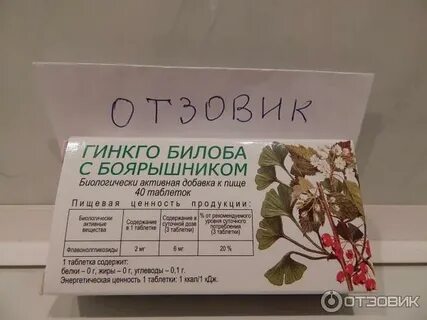 ОТЗОВИК
ГИНКГО БИЛОБА
С БОЯРЫШНИКОМ
Биологически активная добавка к пище
40 таблеток
Пищевая ценность продукции:
Биологически активные вещества
Содержание в 1 таблетке
Содержание в суточной дозе (3 таблетки)
% от рекомендуемого уровня суточного потребления (3 таблетки)
Флавонолгликозиды
2 мг
6 мг
20 %
1 таблетка содержит:
белки – 0 г, жиры – 0 г, углеводы – 0,1 г.
Энергетическая ценность 1 таблетки: 1 ккал/1 кДж.
ОТЗОВИК